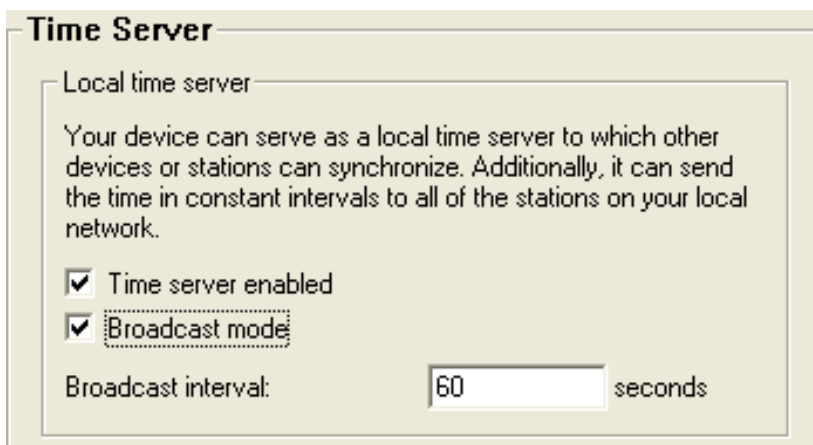 Time Server
Local time server
Your device can serve as a local time server to which other
devices or stations can synchronize. Additionally, it can send
the time in constant intervals to all of the stations on your local
network.
Time server enabled
Broadcast mode
Broadcast interval: 60 seconds